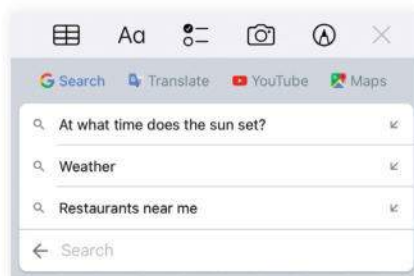 Aa
Search Translate YouTube Maps
At what time does the sun set?
Weather
Restaurants near me
Search